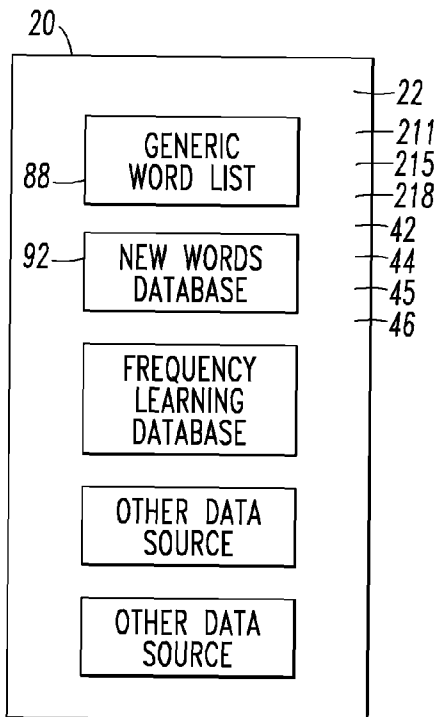 20
22
211
GENERIC
215
WORD LIST
88
218
42
92
NEW WORDS
44
DATABASE
45
46
FREQUENCY
LEARNING
DATABASE
OTHER DATA
SOURCE
OTHER DATA
SOURCE